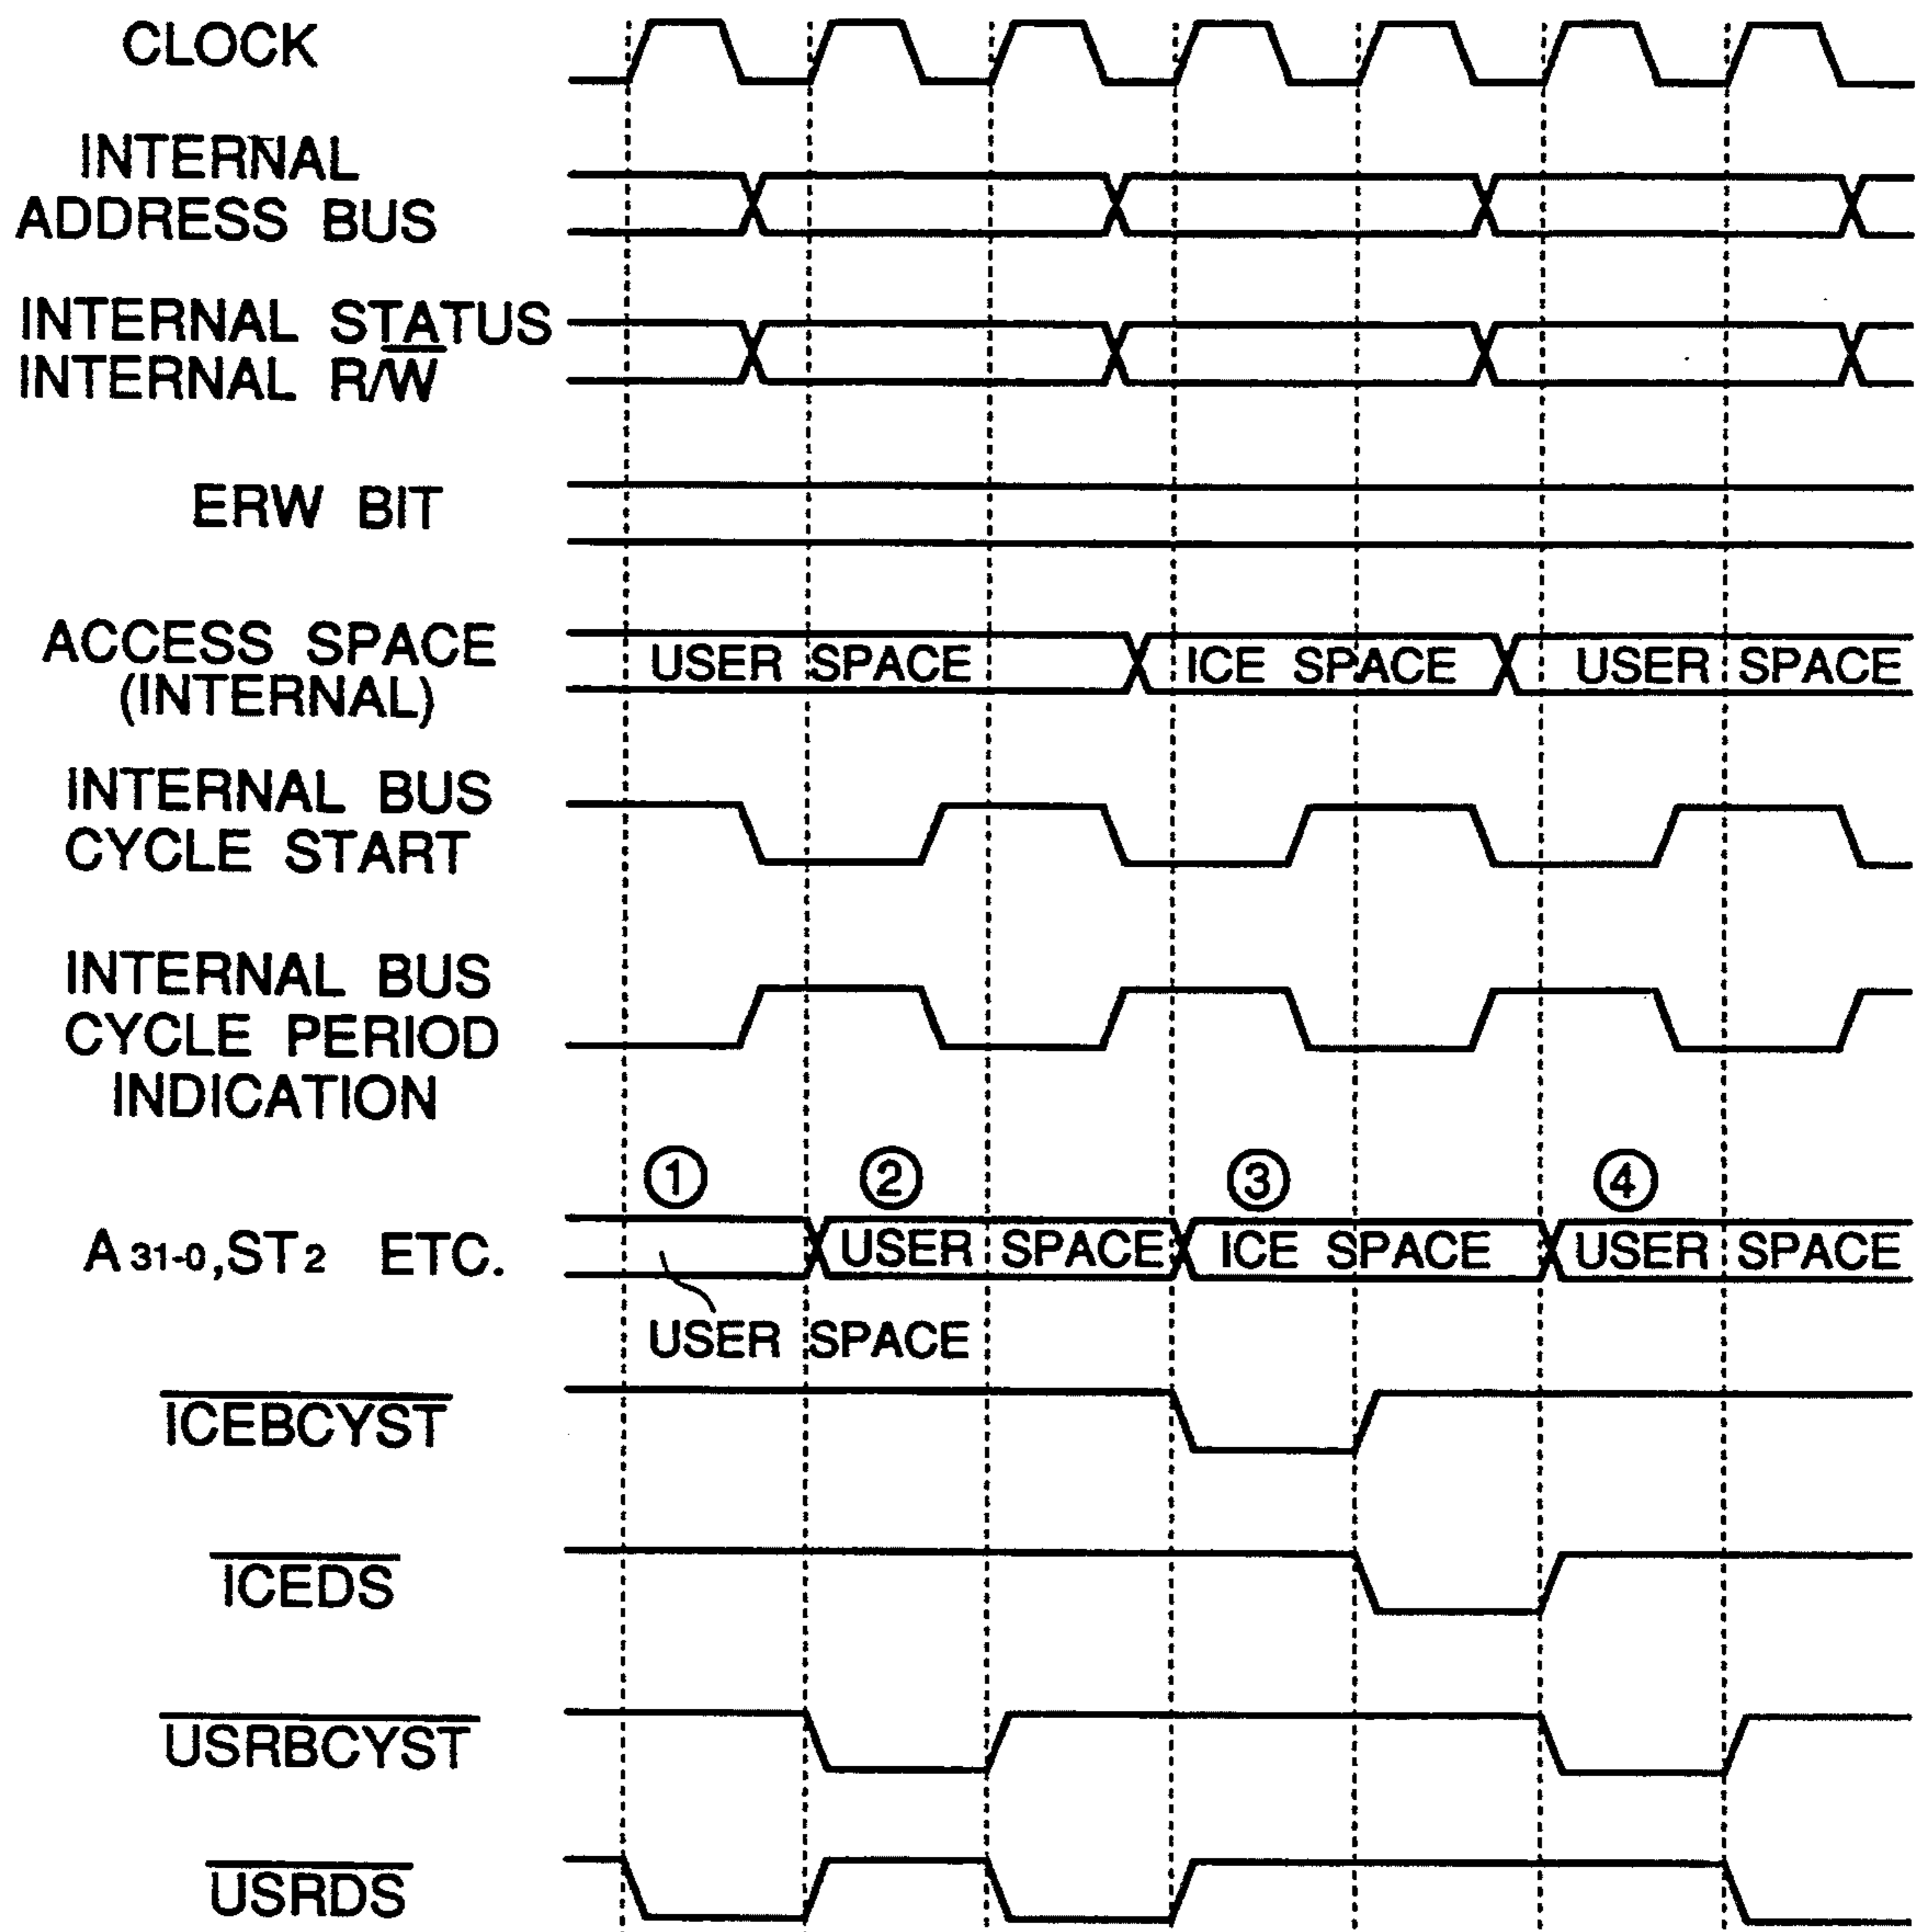 CLOCK
INTERNAL
ADDRESS BUS
INTERNAL STATUS
INTERNAL R/W̅
ERW BIT
ACCESS SPACE
(INTERNAL)
USER SPACE
ICE SPACE
USER SPACE
INTERNAL BUS
CYCLE START
INTERNAL BUS
CYCLE PERIOD
INDICATION
① ② ③ ④
A31-0,ST2 ETC.
USER SPACE
ICE SPACE
USER SPACE
USER SPACE
ICEBCYST
ICEDS
USRBCYST
USRDS